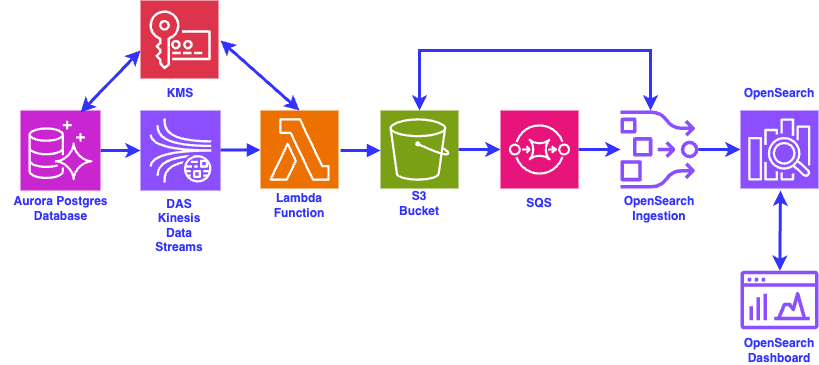 KMS
OpenSearch
Aurora Postgres
Database
DAS
Kinesis
Data
Streams
Lambda
Function
S3
Bucket
SQS
OpenSearch
Ingestion
OpenSearch
Dashboard